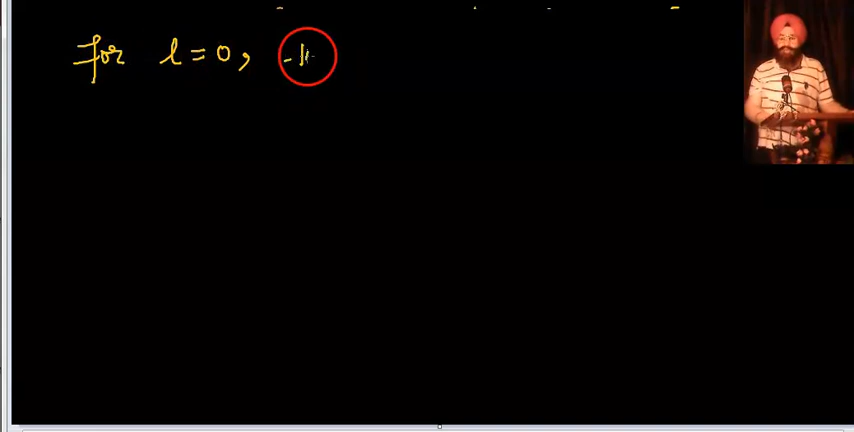 for l = 0,